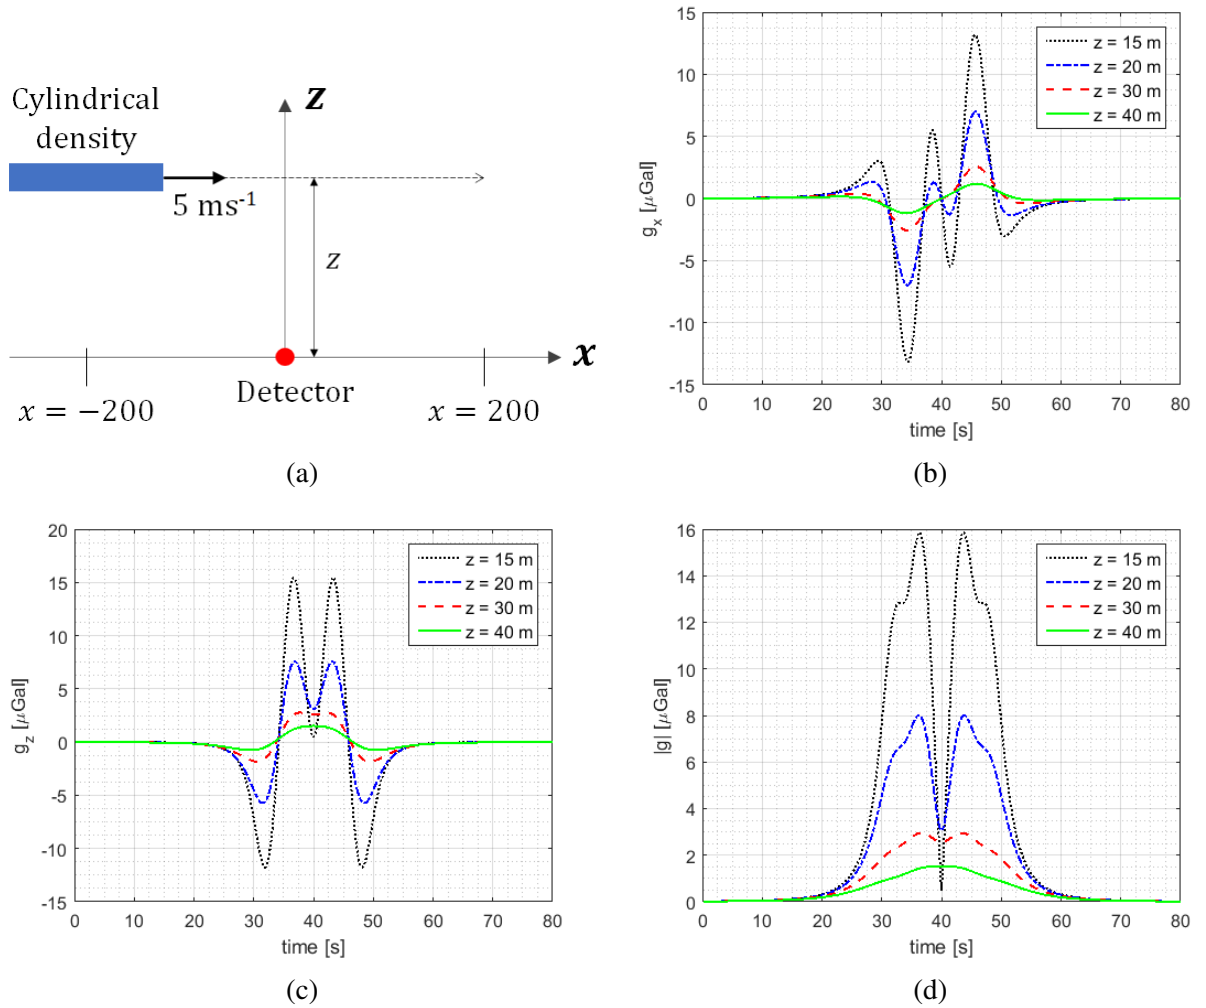 Cylindrical
density
z
5 ms-1
z
x
Detector
x = −200
x = 200
(a)
15
10
5
0
-5
-10
-15
gx [μGal]
0 10 20 30 40 50 60 70 80
time [s]
z = 15 m
z = 20 m
z = 30 m
z = 40 m
(b)
20
15
10
5
0
-5
-10
-15
gz [μGal]
0 10 20 30 40 50 60 70 80
time [s]
z = 15 m
z = 20 m
z = 30 m
z = 40 m
(c)
16
14
12
10
8
6
4
2
0
|g| [μGal]
0 10 20 30 40 50 60 70 80
time [s]
z = 15 m
z = 20 m
z = 30 m
z = 40 m
(d)